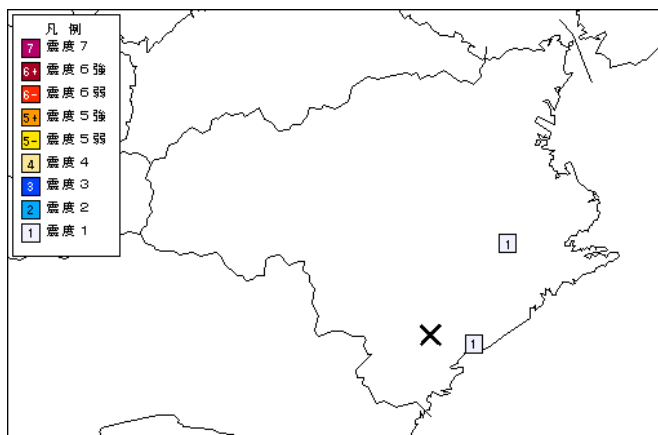 凡 例
7 震度７
6+ 震度６強
6- 震度６弱
5+ 震度５強
5- 震度５弱
4 震度４
3 震度３
2 震度２
1 震度１
1
1